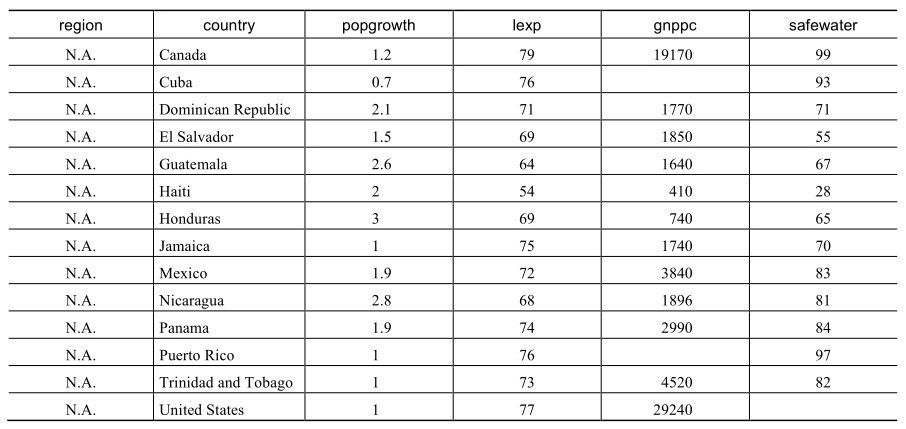 region country popgrowth lexp gnppc safewater
N.A. Canada 1.2 79 19170 99
N.A. Cuba 0.7 76 93
N.A. Dominican Republic 2.1 71 1770 71
N.A. El Salvador 1.5 69 1850 55
N.A. Guatemala 2.6 64 1640 67
N.A. Haiti 2 54 410 28
N.A. Honduras 3 69 740 65
N.A. Jamaica 1 75 1740 70
N.A. Mexico 1.9 72 3840 83
N.A. Nicaragua 2.8 68 1896 81
N.A. Panama 1.9 74 2990 84
N.A. Puerto Rico 1 76 97
N.A. Trinidad and Tobago 1 73 4520 82
N.A. United States 1 77 29240